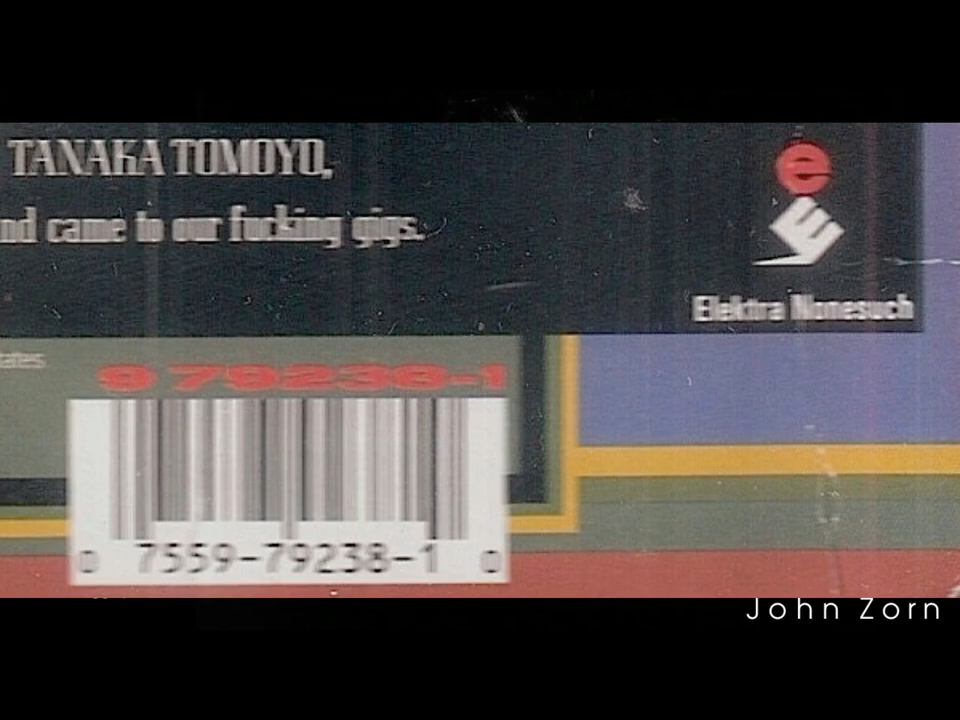 TANAKA TOMOYO,
nd came to our fucking gigs.
e
Elektra Nonesuch
tates
9 79238-1
0 7559-79238-1 0
John Zorn